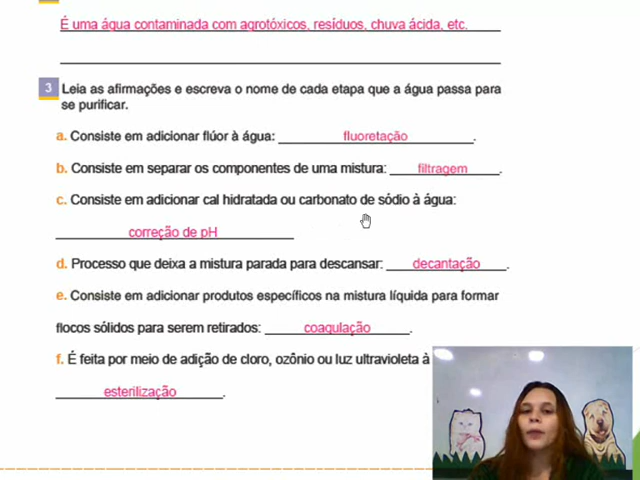 É uma água contaminada com agrotóxicos, resíduos, chuva ácida, etc.
3 Leia as afirmações e escreva o nome de cada etapa que a água passa para
se purificar.
a. Consiste em adicionar flúor à água: fluoretação.
b. Consiste em separar os componentes de uma mistura: filtragem.
c. Consiste em adicionar cal hidratada ou carbonato de sódio à água:
correção de pH
d. Processo que deixa a mistura parada para descansar: decantação.
e. Consiste em adicionar produtos específicos na mistura líquida para formar
flocos sólidos para serem retirados: coagulação.
f. É feita por meio de adição de cloro, ozônio ou luz ultravioleta à
esterilização.